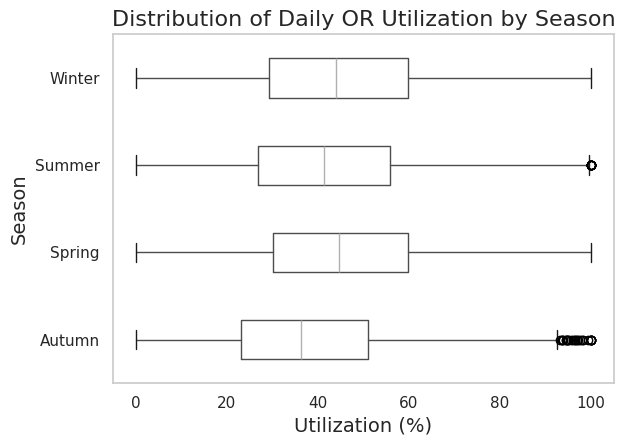 Distribution of Daily OR Utilization by Season
Winter
Summer
Spring
Autumn
Season
0 20 40 60 80 100
Utilization (%)